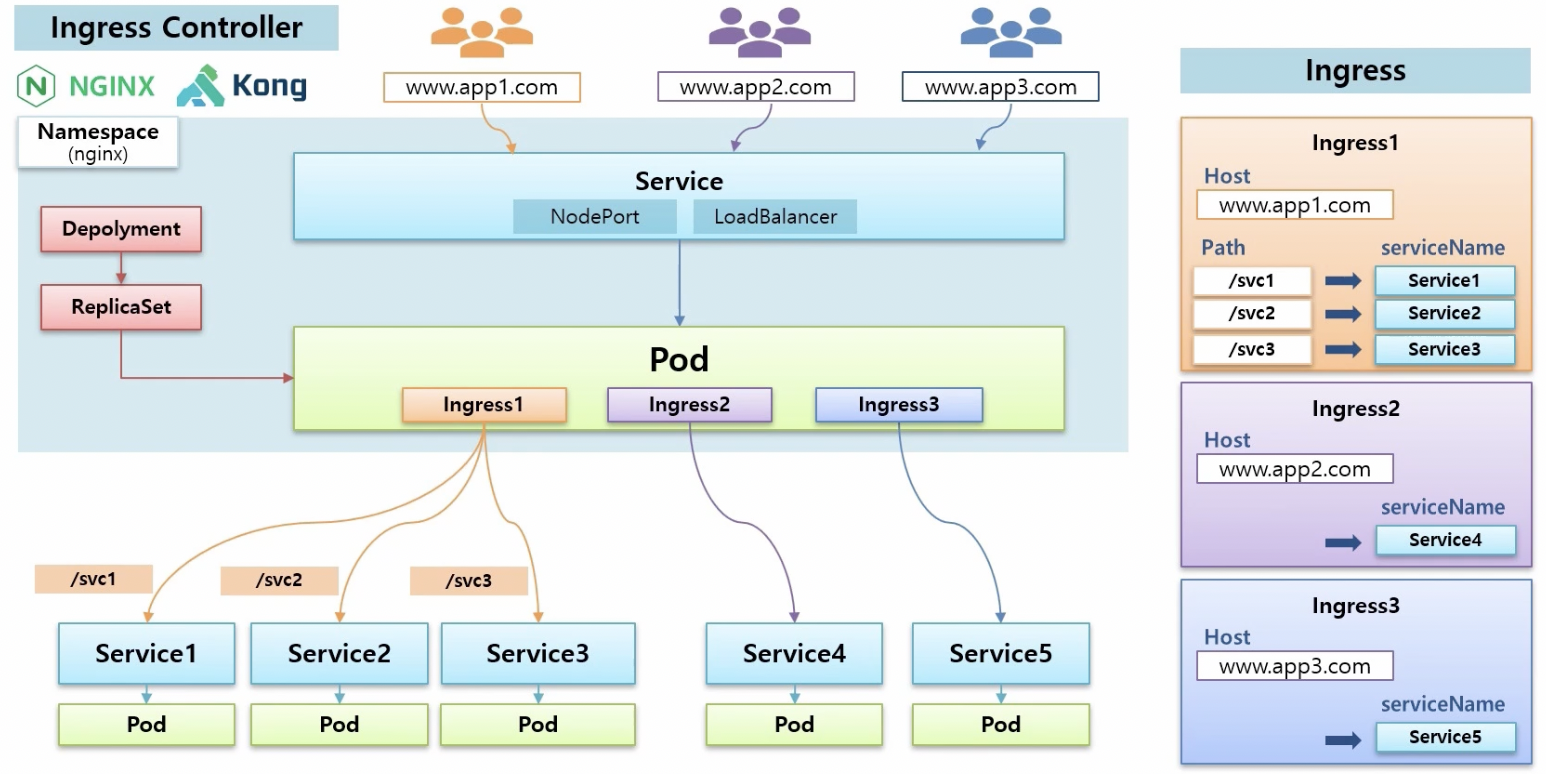 Ingress Controller
NGINX
Kong
www.app1.com
www.app2.com
www.app3.com
Namespace
(nginx)
Service
NodePort
LoadBalancer
Depolyment
ReplicaSet
Pod
Ingress1
Ingress2
Ingress3
/svc1
/svc2
/svc3
Service1
Service2
Service3
Service4
Service5
Pod
Pod
Pod
Pod
Pod
Ingress
Ingress1
Host
www.app1.com
Path
serviceName
/svc1
Service1
/svc2
Service2
/svc3
Service3
Ingress2
Host
www.app2.com
serviceName
Service4
Ingress3
Host
www.app3.com
serviceName
Service5